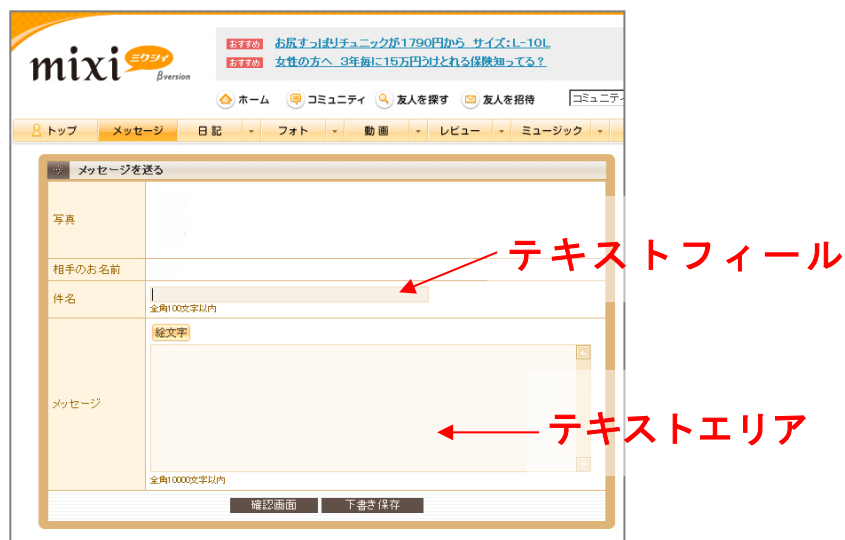 mixi ミクシィ
βversion
おすすめ お尻すっぽりチュニックが1790円から サイズ:L-10L
おすすめ 女性の方へ 3年毎に15万円うけとれる保険知ってる?
ホーム コミュニティ 友人を探す 友人を招待 コミュニティ
トップ メッセージ 日記 フォト 動画 レビュー ミュージック
メッセージを送る
写真
テキストフィール
相手のお名前
件名
全角100文字以内
絵文字
メッセージ
テキストエリア
全角10000文字以内
確認画面 下書き保存